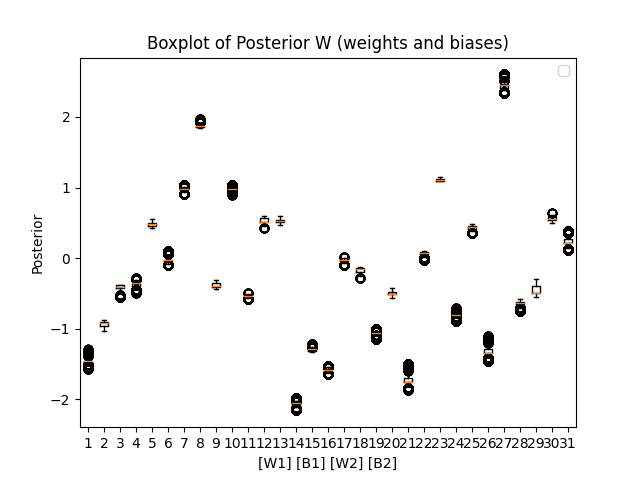 Boxplot of Posterior W (weights and biases)
Posterior
2
1
0
−1
−2
1 2 3 4 5 6 7 8 9 10 11 12 13 14 15 16 17 18 19 20 21 22 23 24 25 26 27 28 29 30 31
[W1] [B1] [W2] [B2]